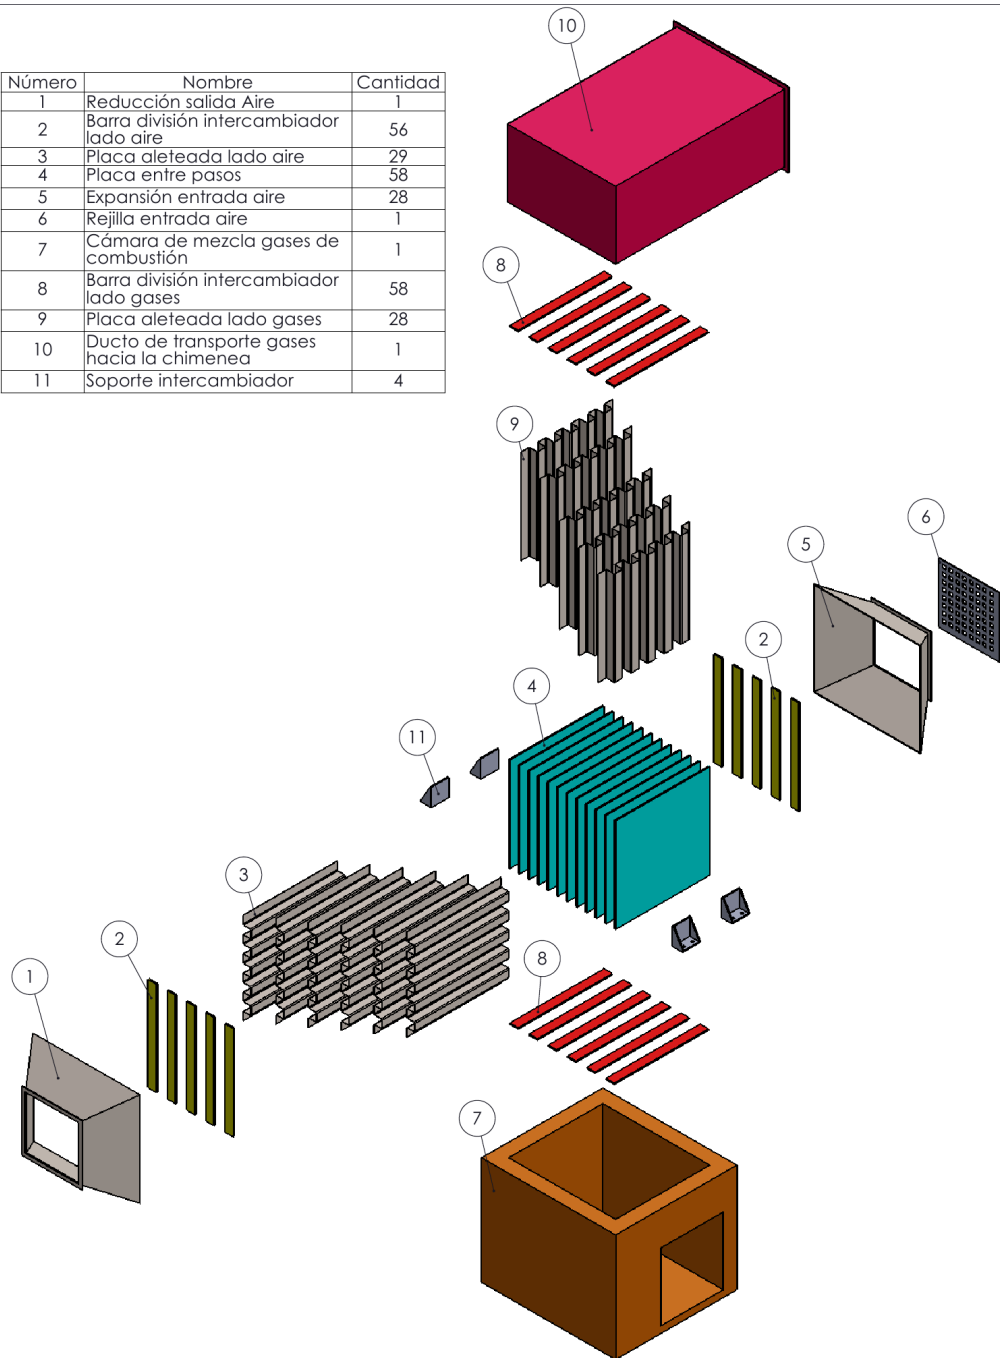 Número Nombre Cantidad
1 Reducción salida Aire 1
2 Barra división intercambiador lado aire 56
3 Placa aleteada lado aire 29
4 Placa entre pasos 58
5 Expansión entrada aire 28
6 Rejilla entrada aire 1
7 Cámara de mezcla gases de combustión 1
8 Barra división intercambiador lado gases 58
9 Placa aleteada lado gases 28
10 Ducto de transporte gases hacia la chimenea 1
11 Soporte intercambiador 4
10
8
9
6
5
2
4
11
3
2
8
1
7